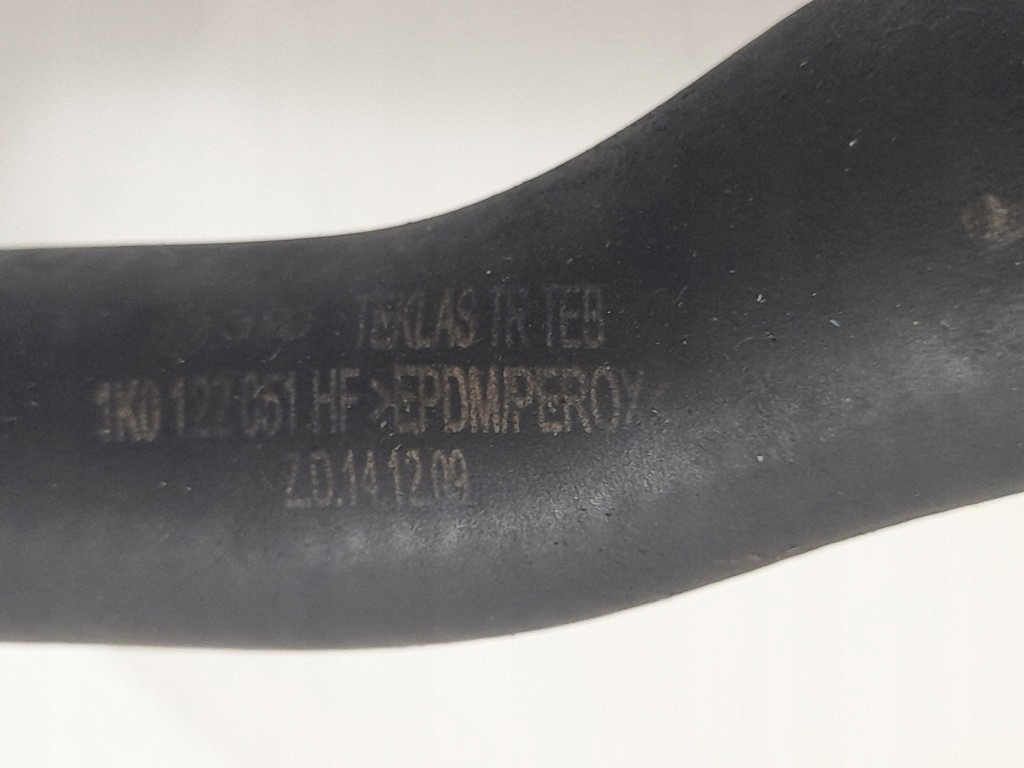 TEKLAS TR TEB
1K0 122 051 HF >EPDM/PEROX
Z.D.14 12 09